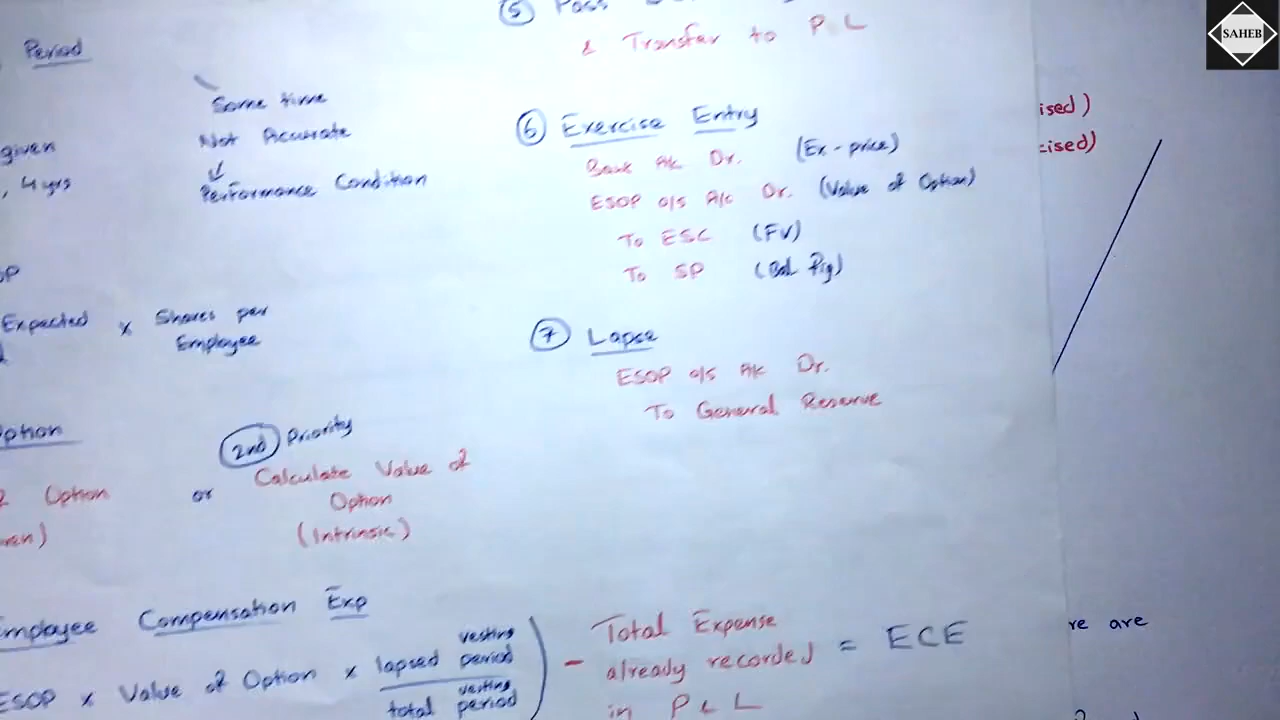 Period
Some time
given
Not Accurate
, 4 yrs
Performance Condition
Expected x Shares per
Employee
2nd Priority
Option or Calculate Value of
Option
(Intrinsic)
Employee Compensation Exp
ESOP x Value of Option x lapsed vesting period
total vesting period
- Total Expense
already recorded = ECE
in P & L
5 Pass
& Transfer to P L
6 Exercise Entry
Bank A/c Dr. (Ex-price)
ESOP o/s A/c Dr. (Value of Option)
To ESC (FV)
To SP (Bal fig)
7 Lapse
ESOP o/s A/c Dr.
To General Reserve
SAHEB
ised)
cised)
re are